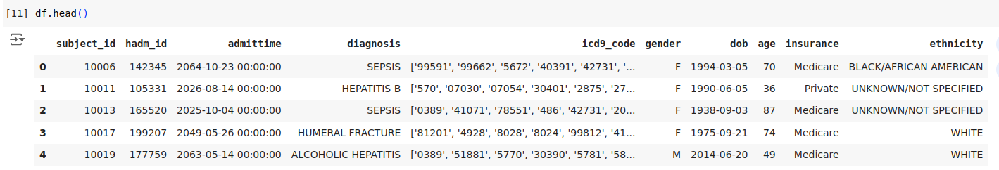 [11] df.head()
subject_id hadm_id admittime diagnosis icd9_code gender dob age insurance ethnicity
0 10006 142345 2064-10-23 00:00:00 SEPSIS ['99591', '99662', '5672', '40391', '42731', '... F 1994-03-05 70 Medicare BLACK/AFRICAN AMERICAN
1 10011 105331 2026-08-14 00:00:00 HEPATITIS B ['570', '07030', '07054', '30401', '2875', '27... F 1990-06-05 36 Private UNKNOWN/NOT SPECIFIED
2 10013 165520 2025-10-04 00:00:00 SEPSIS ['0389', '41071', '78551', '486', '42731', '20... F 1938-09-03 87 Medicare UNKNOWN/NOT SPECIFIED
3 10017 199207 2049-05-26 00:00:00 HUMERAL FRACTURE ['81201', '4928', '8028', '8024', '99812', '41... F 1975-09-21 74 Medicare WHITE
4 10019 177759 2063-05-14 00:00:00 ALCOHOLIC HEPATITIS ['0389', '51881', '5770', '30390', '5781', '58... M 2014-06-20 49 Medicare WHITE